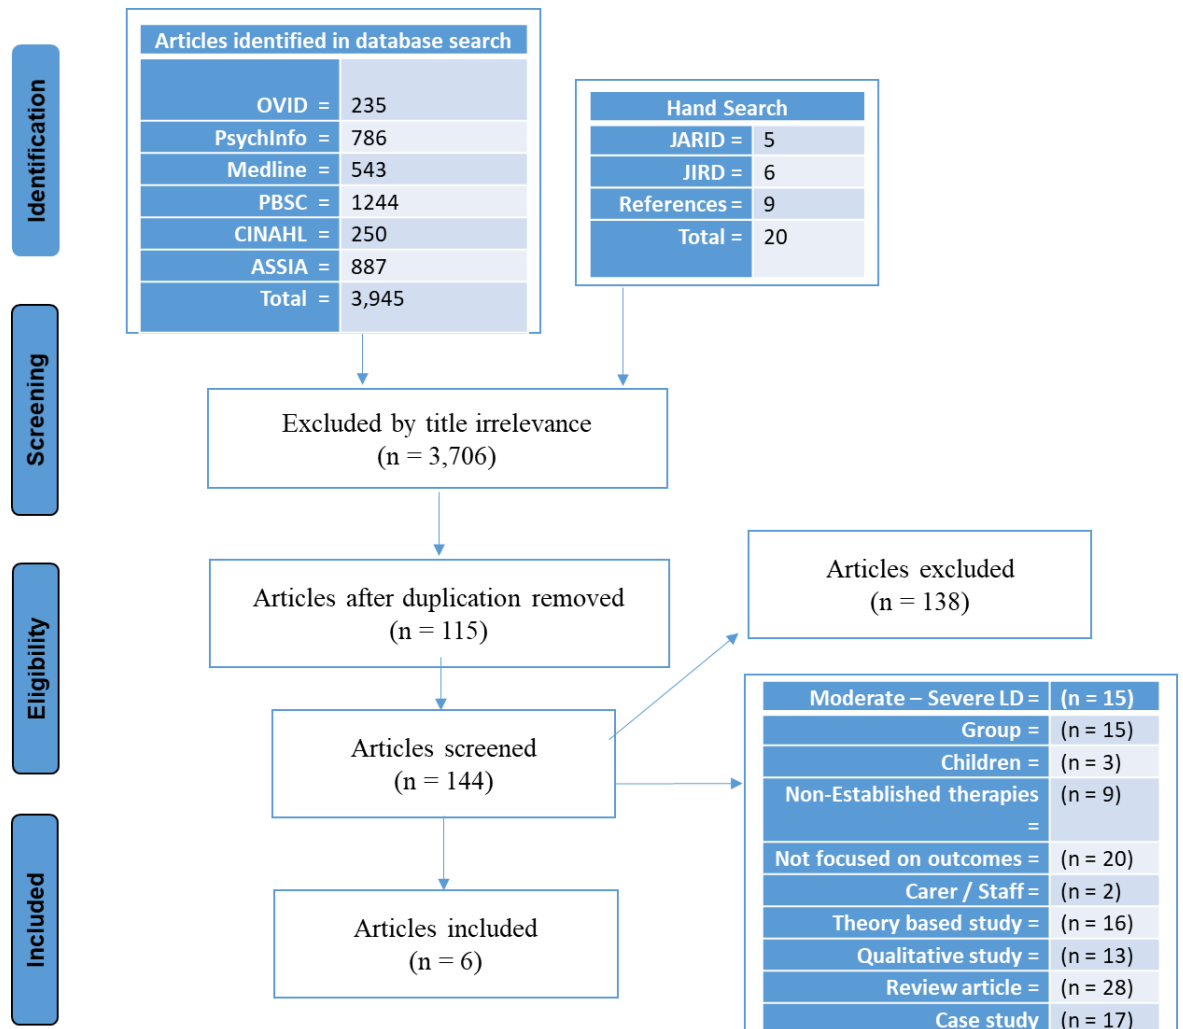 Identification
Articles identified in database search
OVID = 235
PsychInfo = 786
Medline = 543
PBSC = 1244
CINAHL = 250
ASSIA = 887
Total = 3,945
Hand Search
JARID = 5
JIRD = 6
References = 9
Total = 20
Screening
Excluded by title irrelevance
(n = 3,706)
Eligibility
Articles after duplication removed
(n = 115)
Articles excluded
(n = 138)
Articles screened
(n = 144)
Moderate – Severe LD = (n = 15)
Group = (n = 15)
Children = (n = 3)
Non-Established therapies (n = 9)
=
Not focused on outcomes = (n = 20)
Carer / Staff = (n = 2)
Theory based study = (n = 16)
Qualitative study = (n = 13)
Review article = (n = 28)
Case study (n = 17)
Included
Articles included
(n = 6)